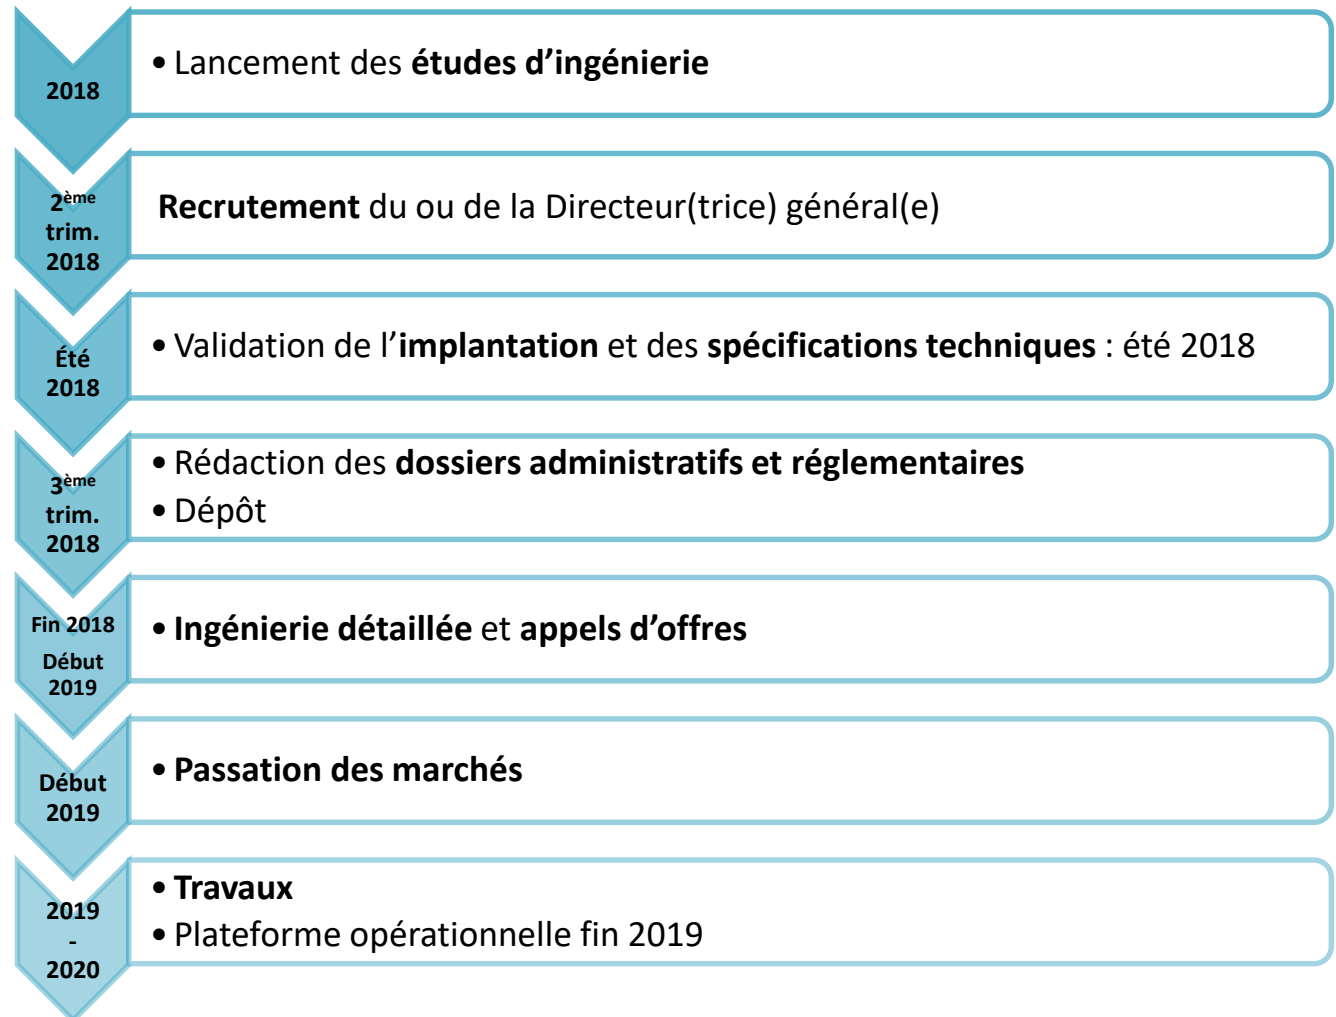 2018
• Lancement des études d’ingénierie
2ème
trim.
2018
Recrutement du ou de la Directeur(trice) général(e)
Été
2018
• Validation de l’implantation et des spécifications techniques : été 2018
3ème
trim.
2018
• Rédaction des dossiers administratifs et réglementaires
• Dépôt
Fin 2018
Début
2019
• Ingénierie détaillée et appels d’offres
Début
2019
• Passation des marchés
2019
-
2020
• Travaux
• Plateforme opérationnelle fin 2019